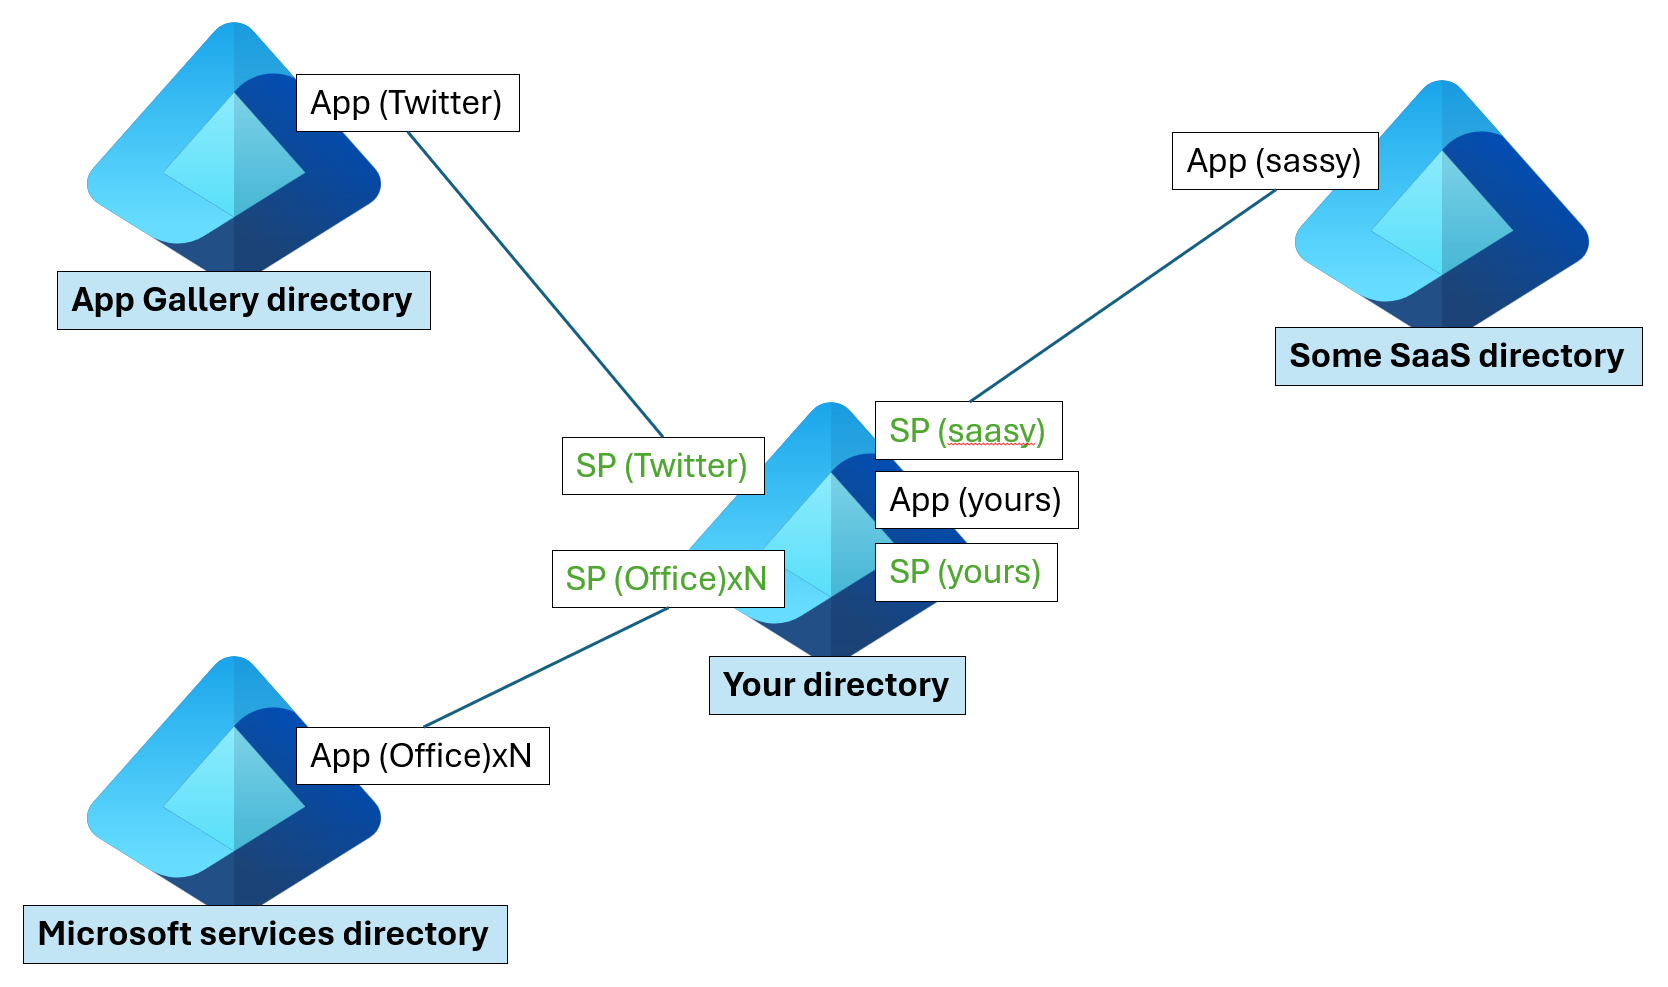 App (Twitter)
App Gallery directory
App (sassy)
Some SaaS directory
SP (Twitter)
SP (saasy)
App (yours)
SP (Office)xN
SP (yours)
Your directory
App (Office)xN
Microsoft services directory